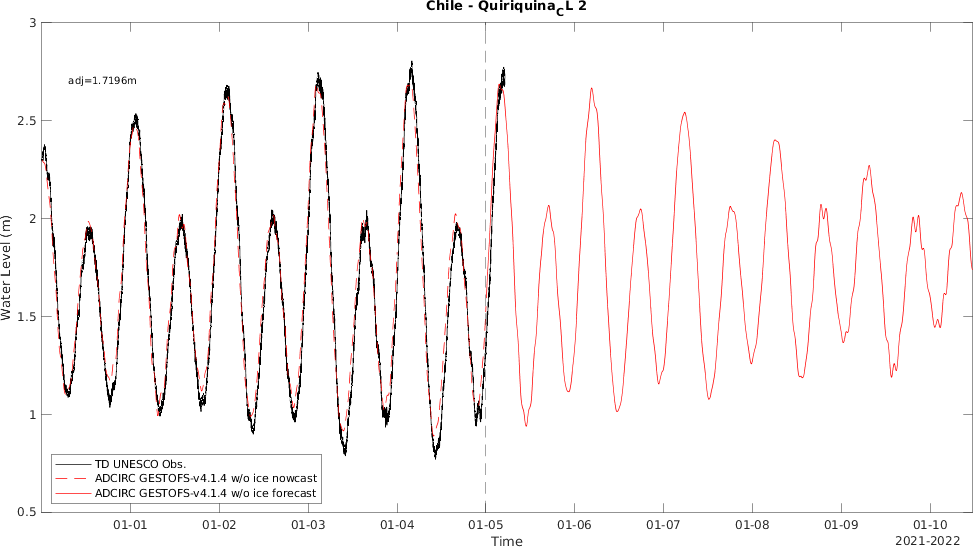 Chile - Quiriquina_C L 2
adj=1.7196m
3
2.5
2
1.5
1
0.5
Water Level (m)
TD UNESCO Obs.
ADCIRC GESTOFS-v4.1.4 w/o ice nowcast
ADCIRC GESTOFS-v4.1.4 w/o ice forecast
01-01 01-02 01-03 01-04 01-05 01-06 01-07 01-08 01-09 01-10
Time
2021-2022